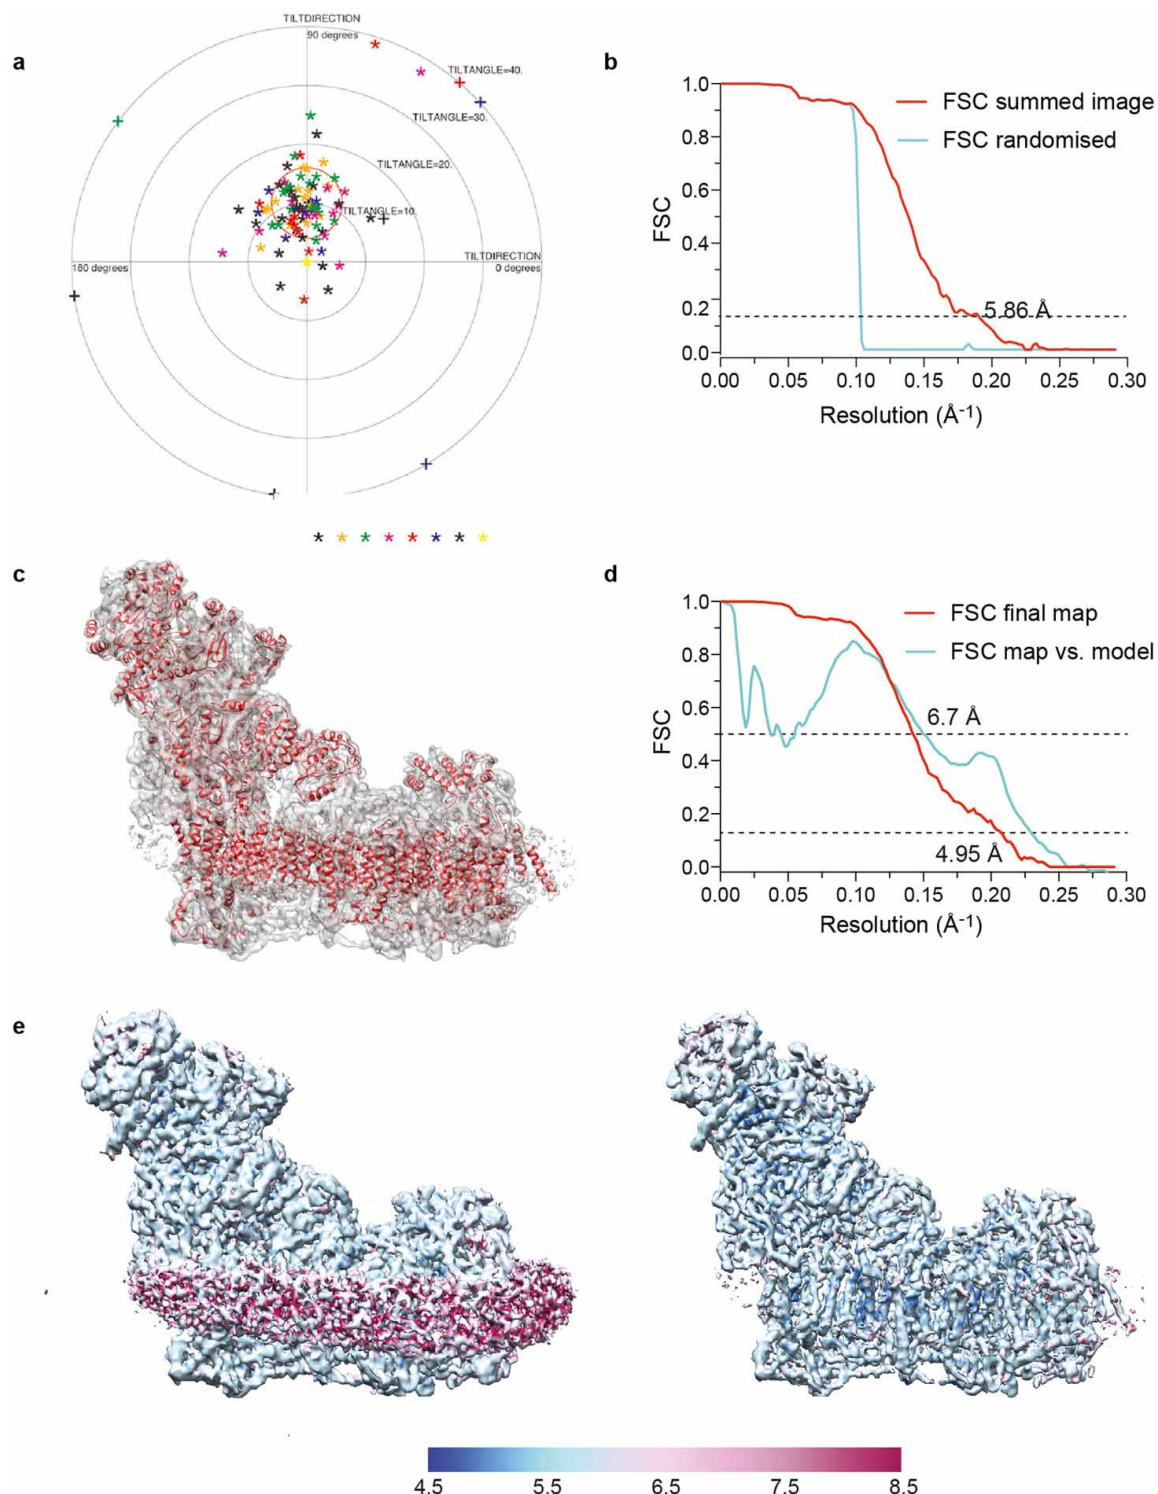 a
TILTDIRECTION
90 degrees
TILTANGLE=40.
TILTANGLE=30.
TILTANGLE=20.
TILTANGLE=10.
TILTDIRECTION
180 degrees
0 degrees
b
FSC summed image
FSC randomised
1.0
0.8
0.6
0.4
0.2
0.0
FSC
5.86 Å
0.00 0.05 0.10 0.15 0.20 0.25 0.30
Resolution (Å⁻¹)
c
d
FSC final map
FSC map vs. model
1.0
0.8
0.6
0.4
0.2
0.0
FSC
6.7 Å
4.95 Å
0.00 0.05 0.10 0.15 0.20 0.25 0.30
Resolution (Å⁻¹)
e
4.5 5.5 6.5 7.5 8.5